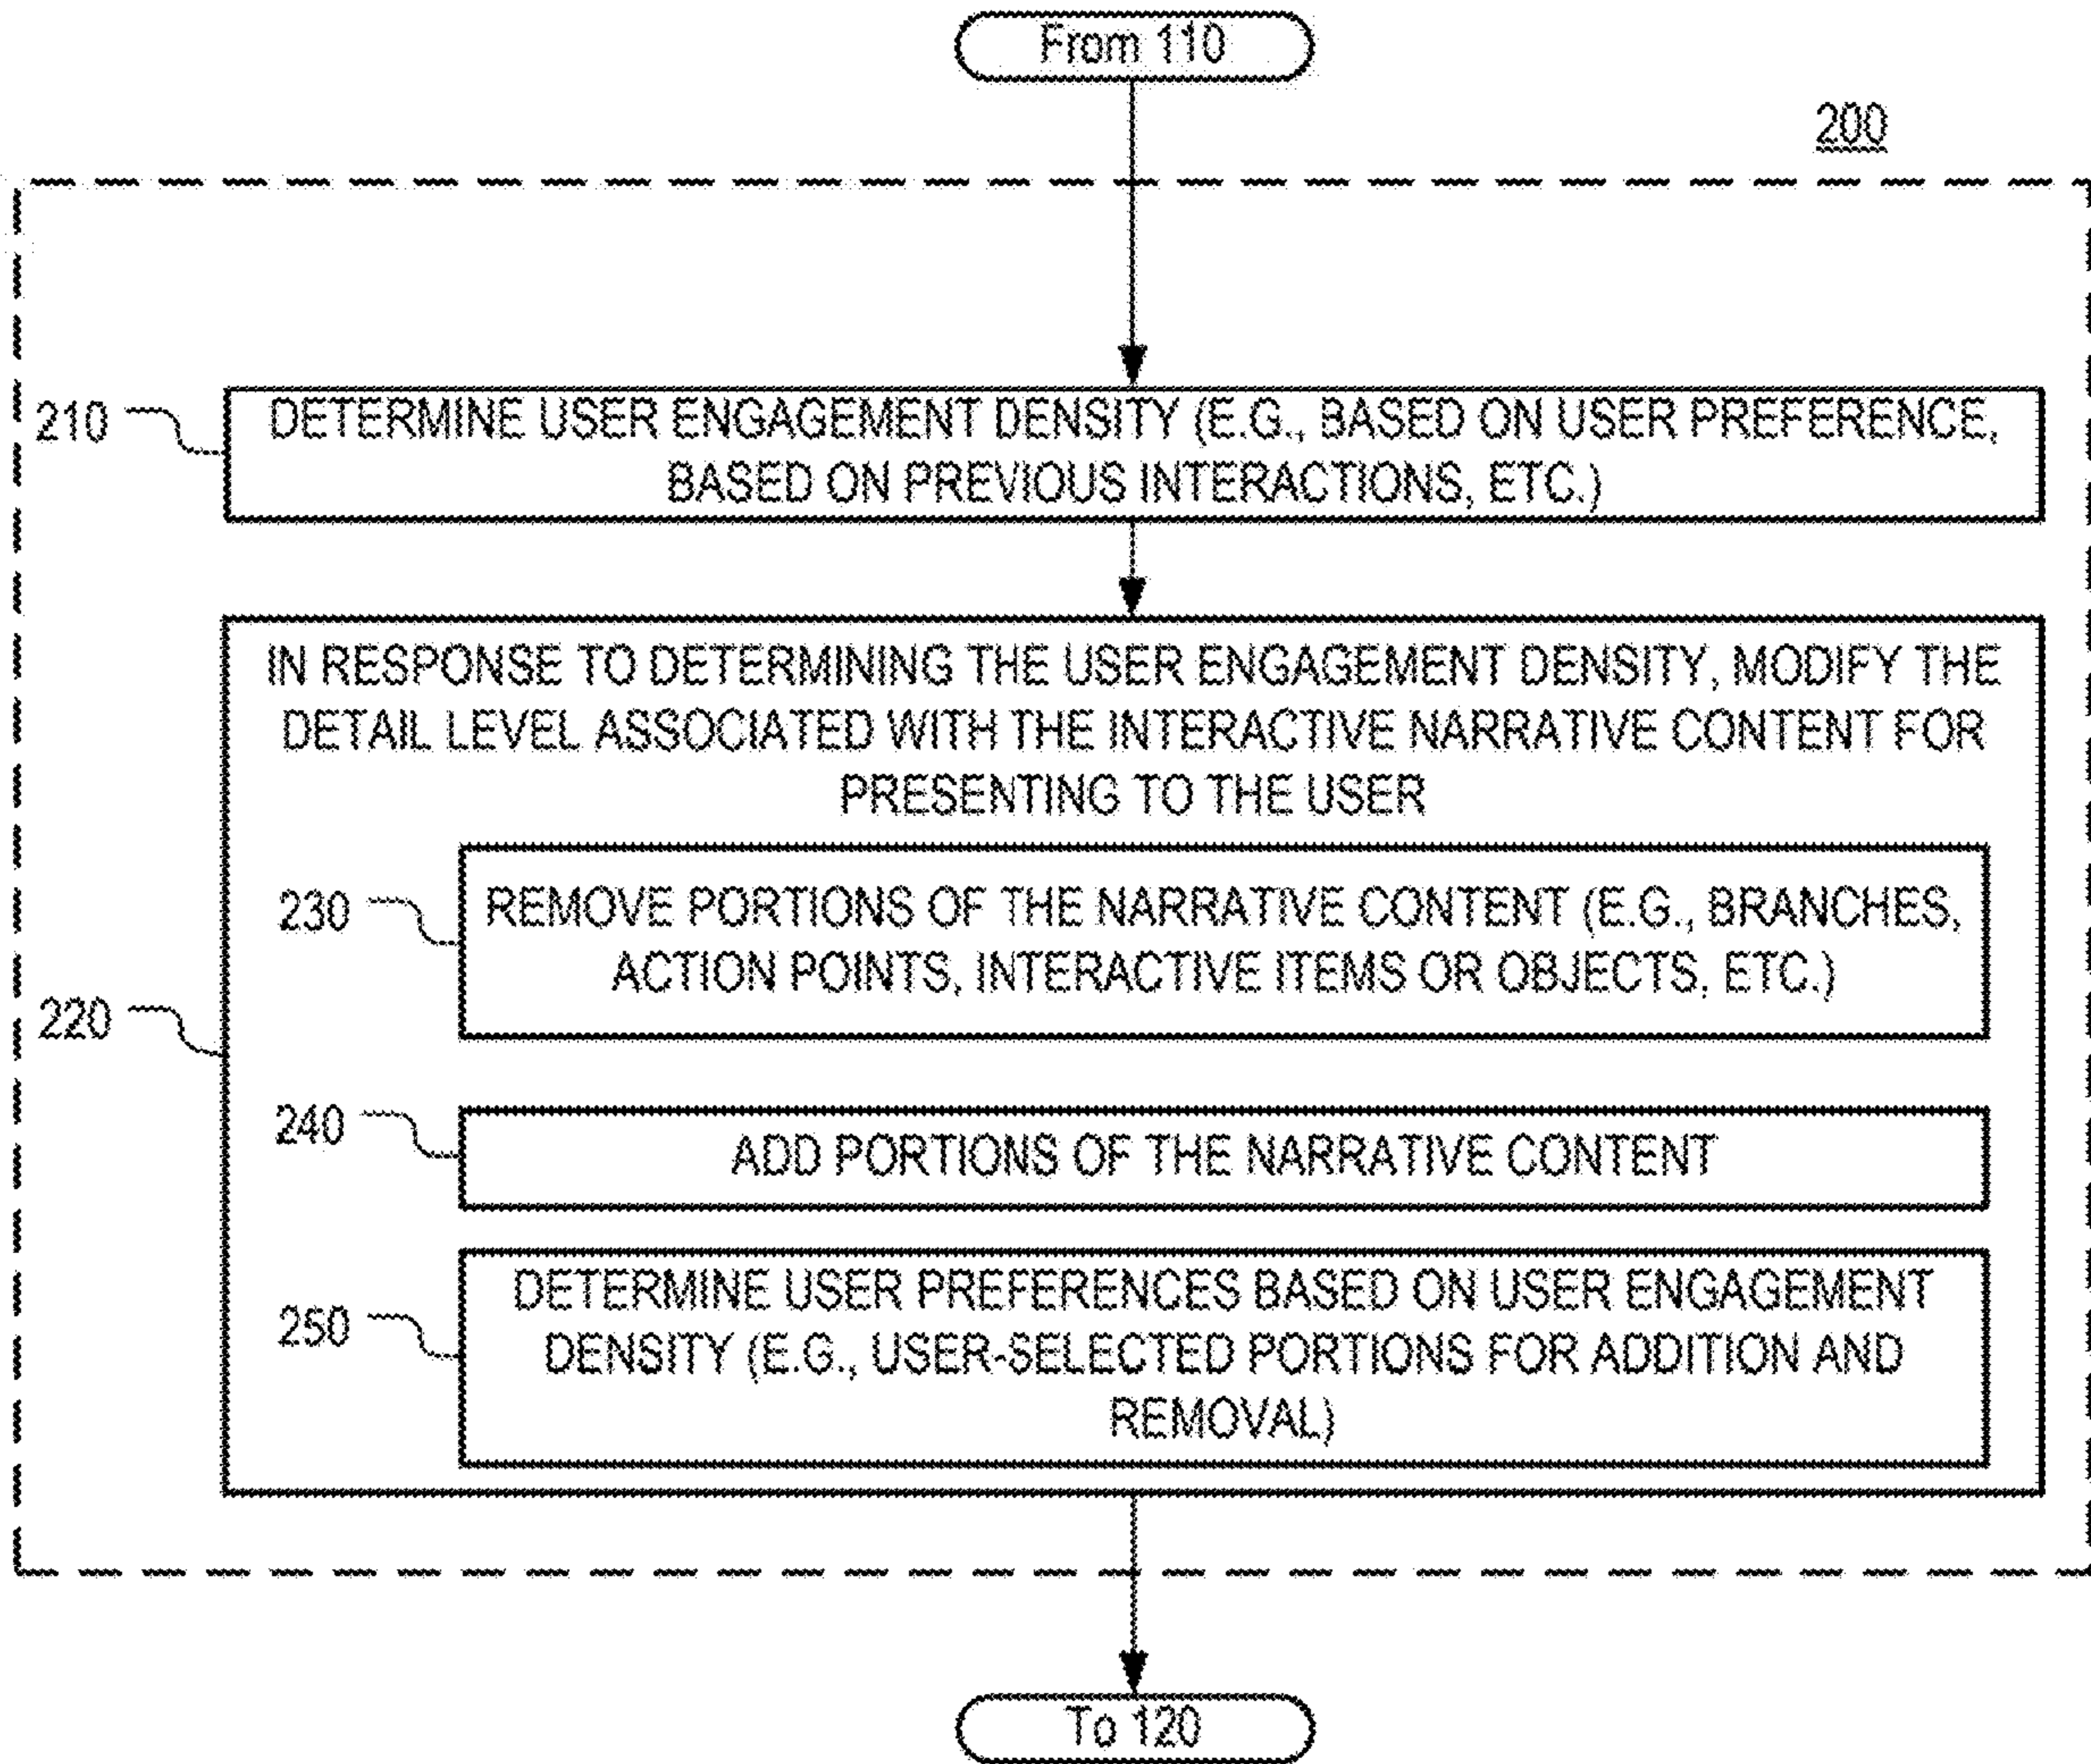 From 110
200
210
DETERMINE USER ENGAGEMENT DENSITY (E.G., BASED ON USER PREFERENCE,
BASED ON PREVIOUS INTERACTIONS, ETC.)
IN RESPONSE TO DETERMINING THE USER ENGAGEMENT DENSITY, MODIFY THE
DETAIL LEVEL ASSOCIATED WITH THE INTERACTIVE NARRATIVE CONTENT FOR
PRESENTING TO THE USER
230
REMOVE PORTIONS OF THE NARRATIVE CONTENT (E.G., BRANCHES,
ACTION POINTS, INTERACTIVE ITEMS OR OBJECTS, ETC.)
220
240
ADD PORTIONS OF THE NARRATIVE CONTENT
250
DETERMINE USER PREFERENCES BASED ON USER ENGAGEMENT
DENSITY (E.G., USER-SELECTED PORTIONS FOR ADDITION AND
REMOVAL)
To 120